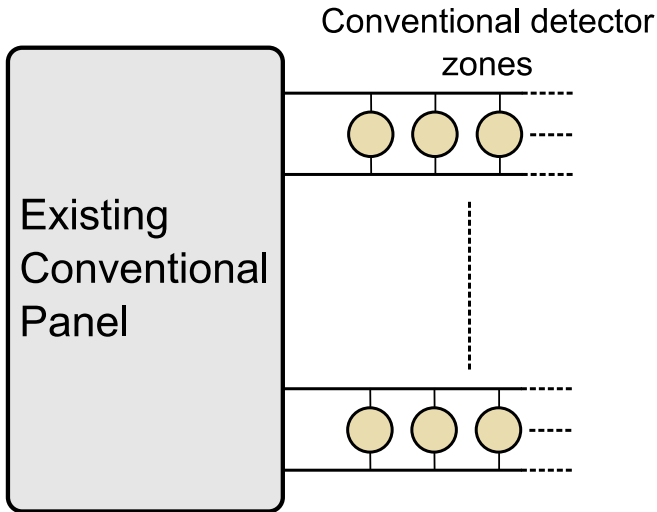 Conventional detector
zones
Existing
Conventional
Panel